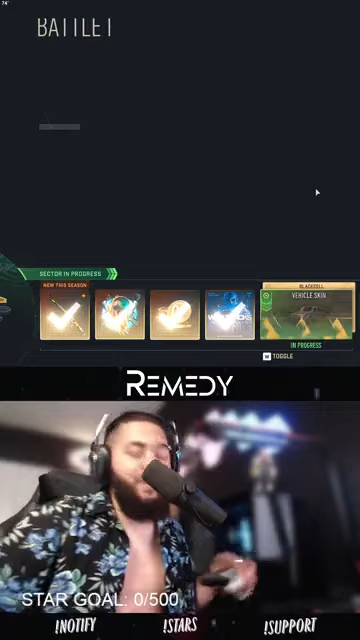 74°
SECTOR IN PROGRESS
NEW THIS SEASON
BLACKCELL
VEHICLE SKIN
IN PROGRESS
TOGGLE
REMEDY
STAR GOAL: 0/500
!NOTIFY
!STARS
!SUPPORT